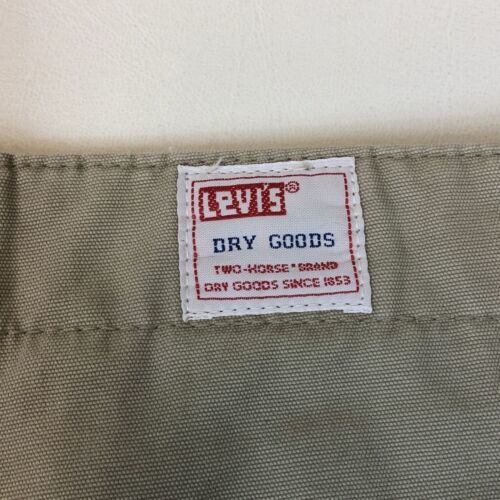 LEVI'S®
DRY GOODS
TWO-HORSE® BRAND
DRY GOODS SINCE 1853